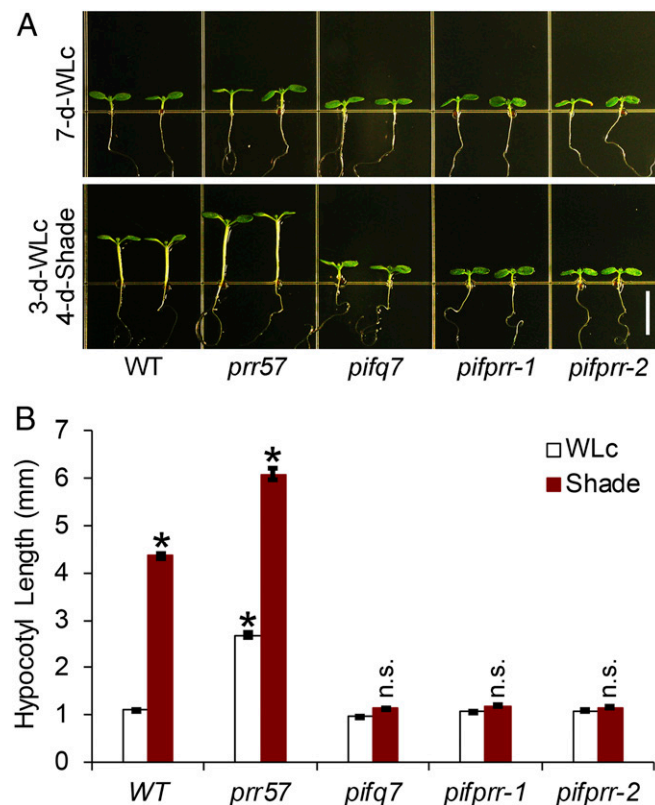 A
7-d-WLc
3-d-WLc
4-d-Shade
WT prr57 pifq7 pifprr-1 pifprr-2
B
Hypocotyl Length (mm)
7
6
5
4
3
2
1
0
WLc
Shade
*
*
*
n.s.
n.s.
n.s.
WT prr57 pifq7 pifprr-1 pifprr-2